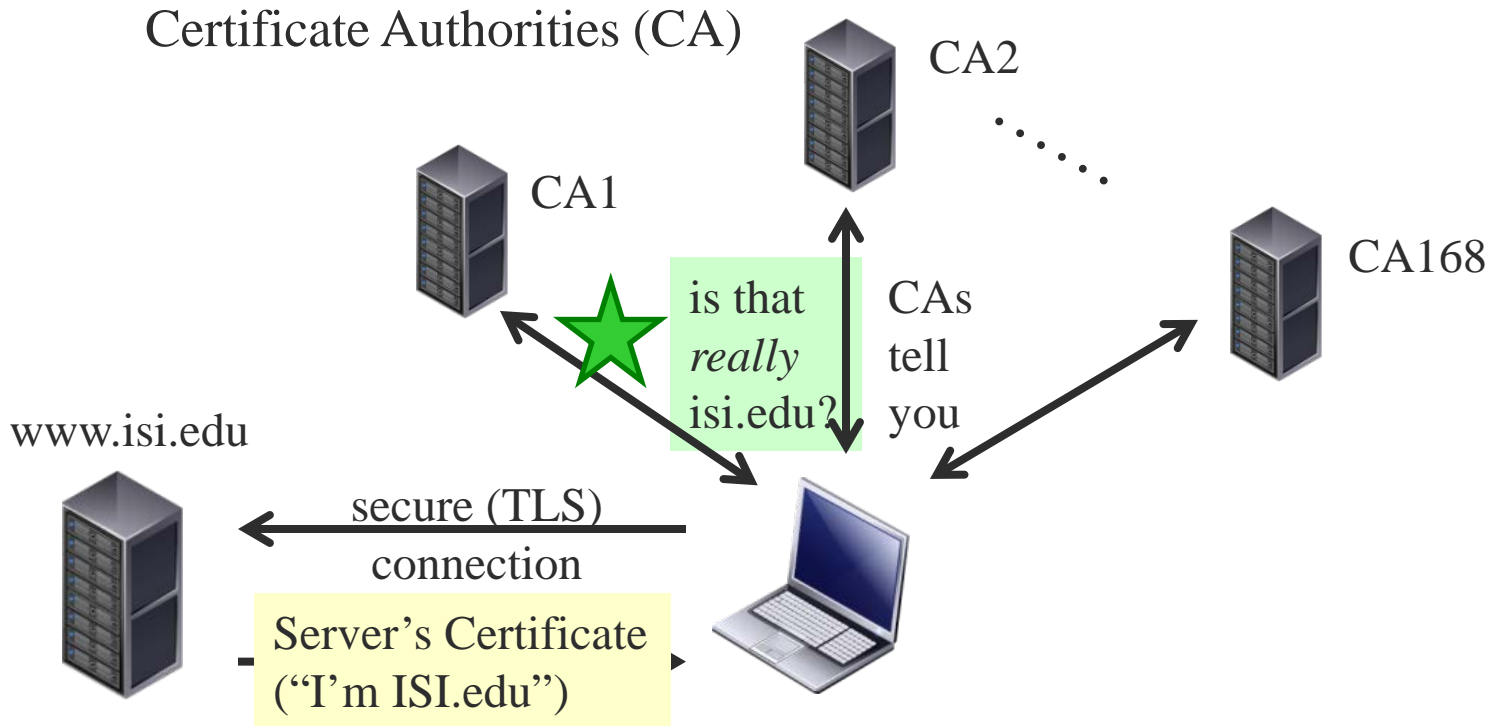 Certificate Authorities (CA)
CA2
CA1
CA168
is that
really
isi.edu?
CAs
tell
you
www.isi.edu
secure (TLS)
connection
Server’s Certificate
(“I’m ISI.edu”)